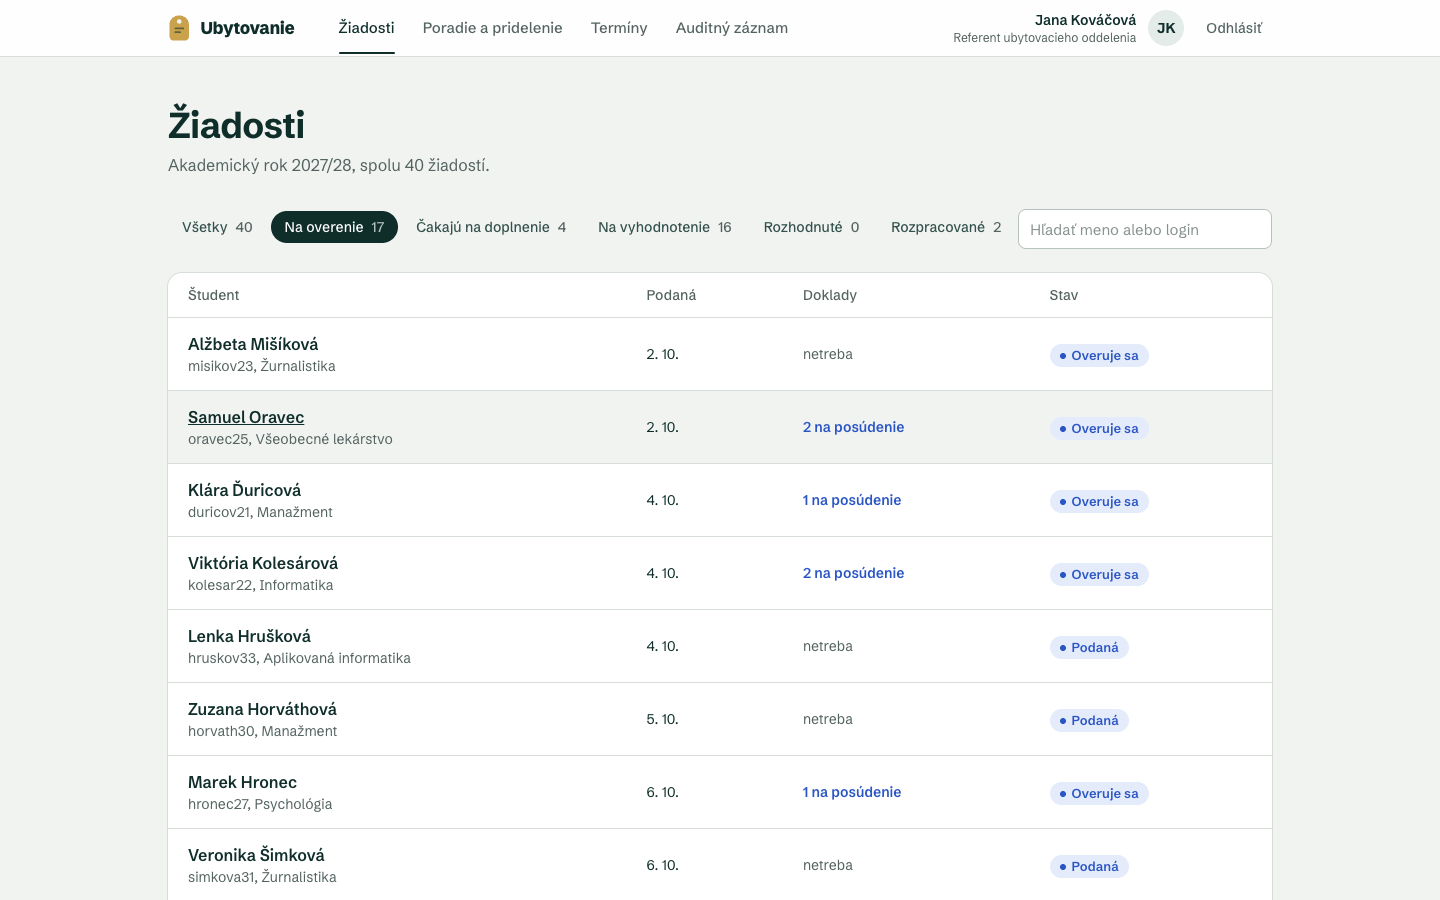 Ubytovanie
Žiadosti
Poradie a pridelenie
Termíny
Auditný záznam
Jana Kováčová
Referent ubytovacieho oddelenia
JK
Odhlásiť
Žiadosti
Akademický rok 2027/28, spolu 40 žiadostí.
Všetky 40
Na overenie 17
Čakajú na doplnenie 4
Na vyhodnotenie 16
Rozhodnuté 0
Rozpracované 2
Hľadať meno alebo login
Študent Podaná Doklady Stav
Alžbeta Mišíková
misikov23, Žurnalistika
2. 10. netreba Overuje sa
Samuel Oravec
oravec25, Všeobecné lekárstvo
2. 10. 2 na posúdenie Overuje sa
Klára Ďuricová
duricov21, Manažment
4. 10. 1 na posúdenie Overuje sa
Viktória Kolesárová
kolesar22, Informatika
4. 10. 2 na posúdenie Overuje sa
Lenka Hrušková
hruskov33, Aplikovaná informatika
4. 10. netreba Podaná
Zuzana Horváthová
horvath30, Manažment
5. 10. netreba Podaná
Marek Hronec
hronec27, Psychológia
6. 10. 1 na posúdenie Overuje sa
Veronika Šimková
simkova31, Žurnalistika
6. 10. netreba Podaná